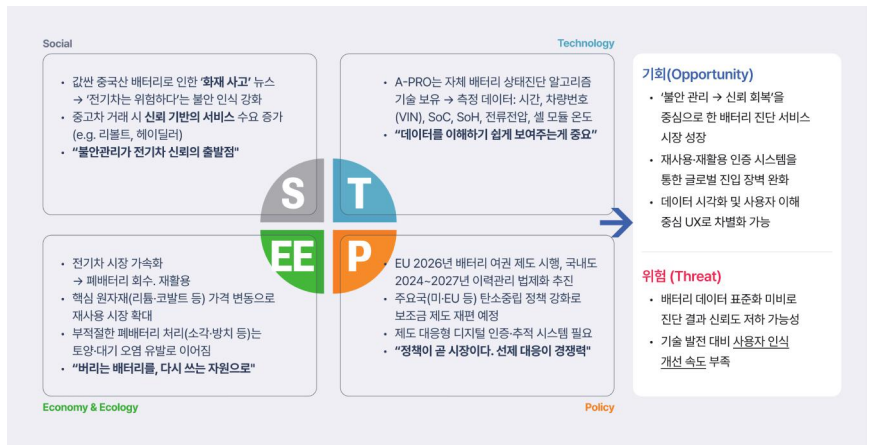 Social
• 값싼 중국산 배터리로 인한 ‘화재 사고’ 뉴스
→ ‘전기차는 위험하다’는 불안 인식 강화
• 중고차 거래 시 신뢰 기반의 서비스 수요 증가
(e.g. 리볼트, 헤이딜러)
• “불안관리가 전기차 신뢰의 출발점"
Technology
• A-PRO는 자체 배터리 상태진단 알고리즘
기술 보유 → 측정 데이터: 시간, 차량번호
(VIN), SoC, SoH, 전류전압, 셀 모듈 온도
• “데이터를 이해하기 쉽게 보여주는게 중요”
S
T
EE
P
• 전기차 시장 가속화
→ 폐배터리 회수. 재활용
• 핵심 원자재(리튬·코발트 등) 가격 변동으로
재사용 시장 확대
• 부적절한 폐배터리 처리(소각·방치 등)는
토양·대기 오염 유발로 이어짐
• “버리는 배터리를, 다시 쓰는 자원으로"
Economy & Ecology
• EU 2026년 배터리 여권 제도 시행, 국내도
2024~2027년 이력관리 법제화 추진
• 주요국(미·EU 등) 탄소중립 정책 강화로
보조금 제도 재편 예정
• 제도 대응형 디지털 인증·추적 시스템 필요
• “정책이 곧 시장이다. 선제 대응이 경쟁력"
Policy
기회(Opportunity)
• ‘불안 관리 → 신뢰 회복’을
중심으로 한 배터리 진단 서비스
시장 성장
• 재사용·재활용 인증 시스템을
통한 글로벌 진입 장벽 완화
• 데이터 시각화 및 사용자 이해
중심 UX로 차별화 가능
위험 (Threat)
• 배터리 데이터 표준화 미비로
진단 결과 신뢰도 저하 가능성
• 기술 발전 대비 사용자 인식
개선 속도 부족